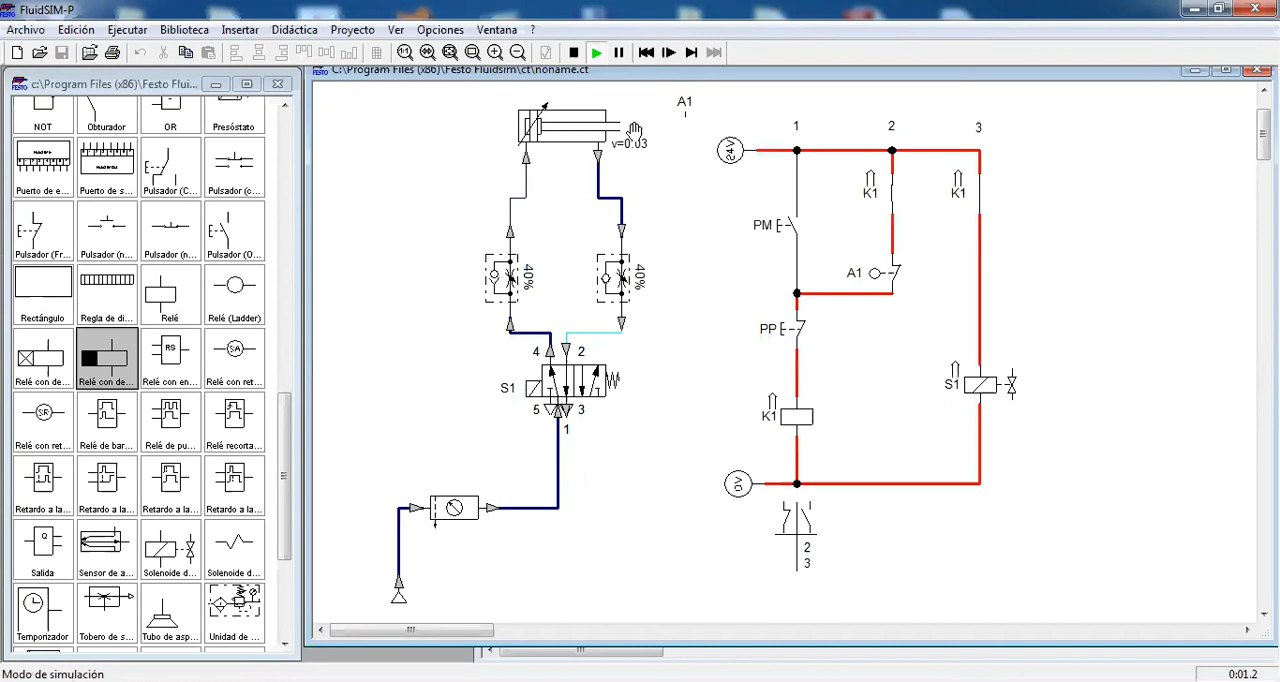 FluidSIM-P
Archivo Edición Ejecutar Biblioteca Insertar Didáctica Proyecto Ver Opciones Ventana ?
c:\Program Files (x86)\Festo Flui...
C:\Program Files (x86)\Festo Fluidsim\ct\noname.ct
NOT Obturador OR Presóstato
Puerto de e... Puerto de s... Pulsador (C... Pulsador (c...
Pulsador (Fr... Pulsador (n... Pulsador (n... Pulsador (O...
Rectángulo Regla de di... Relé Relé (Ladder)
RS SA
Relé con de... Relé con de... Relé con en... Relé con ret...
SR
Relé con ret... Relé de bar... Relé de pu... Relé recorta...
Retardo a la... Retardo a la... Retardo a la... Retardo a la...
Q
Salida Sensor de a... Solenoide d... Solenoide d...
Temporizador Tobero de s... Tubo de asp... Unidad de ...
A1
v=0.03
40%
40%
4 2
S1
5 3
1
1 2 3
24V
K1 K1
PM
A1
PP
S1
K1
0V
2
3
Modo de simulación
0:01.2